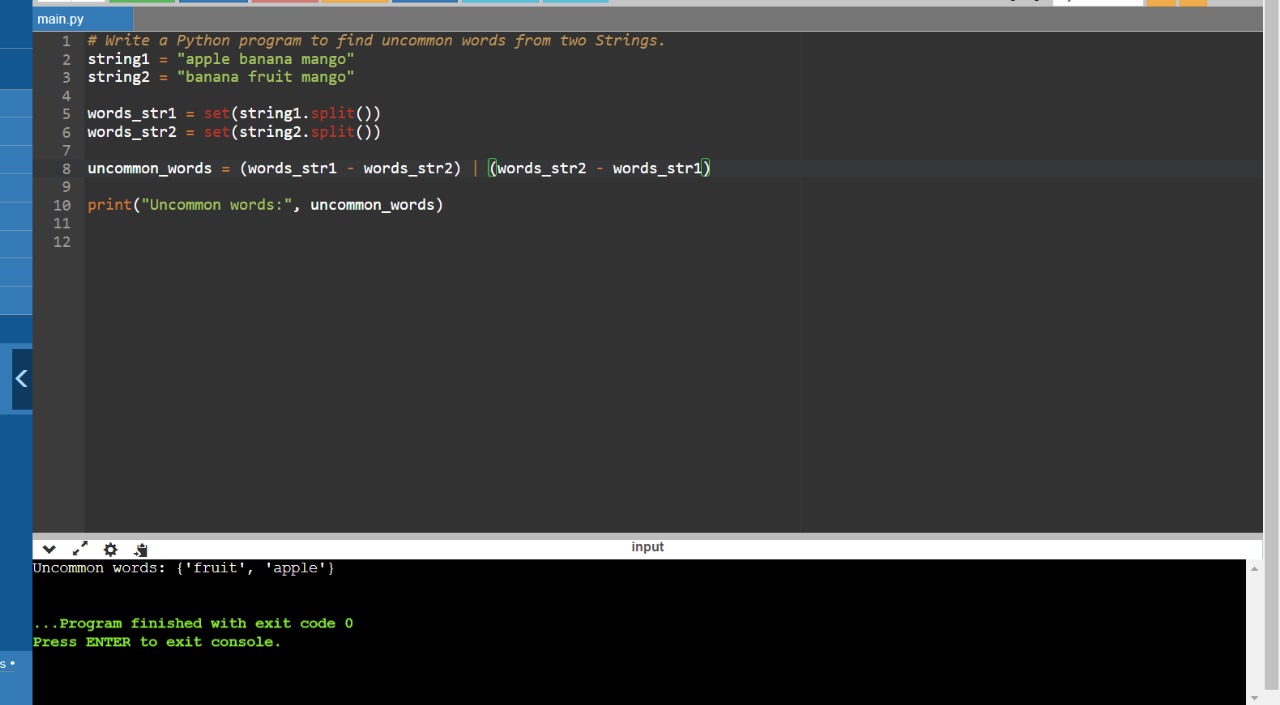 main.py
1 # Write a Python program to find uncommon words from two Strings.
2 string1 = "apple banana mango"
3 string2 = "banana fruit mango"
4
5 words_str1 = set(string1.split())
6 words_str2 = set(string2.split())
7
8 uncommon_words = (words_str1 - words_str2) | (words_str2 - words_str1)
9
10 print("Uncommon words:", uncommon_words)
11
12
input
Uncommon words: {'fruit', 'apple'}
...Program finished with exit code 0
Press ENTER to exit console.
s •